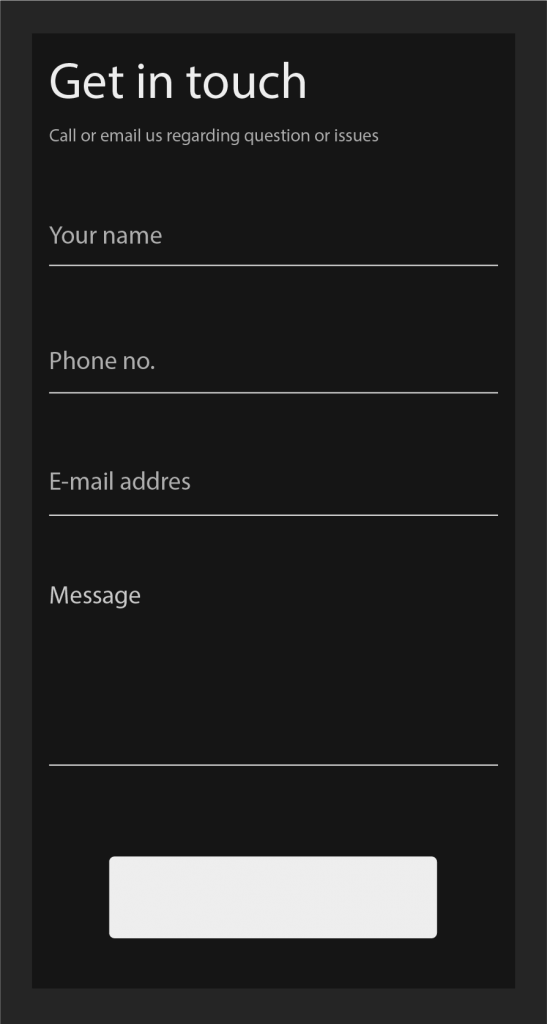 Get in touch
Call or email us regarding question or issues
Your name
Phone no.
E-mail addres
Message